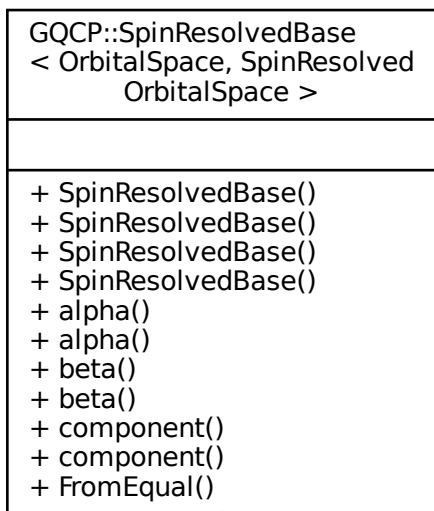 GQCP::SpinResolvedBase
< OrbitalSpace, SpinResolved
OrbitalSpace >
+ SpinResolvedBase()
+ SpinResolvedBase()
+ SpinResolvedBase()
+ SpinResolvedBase()
+ alpha()
+ alpha()
+ beta()
+ beta()
+ component()
+ component()
+ FromEqual()